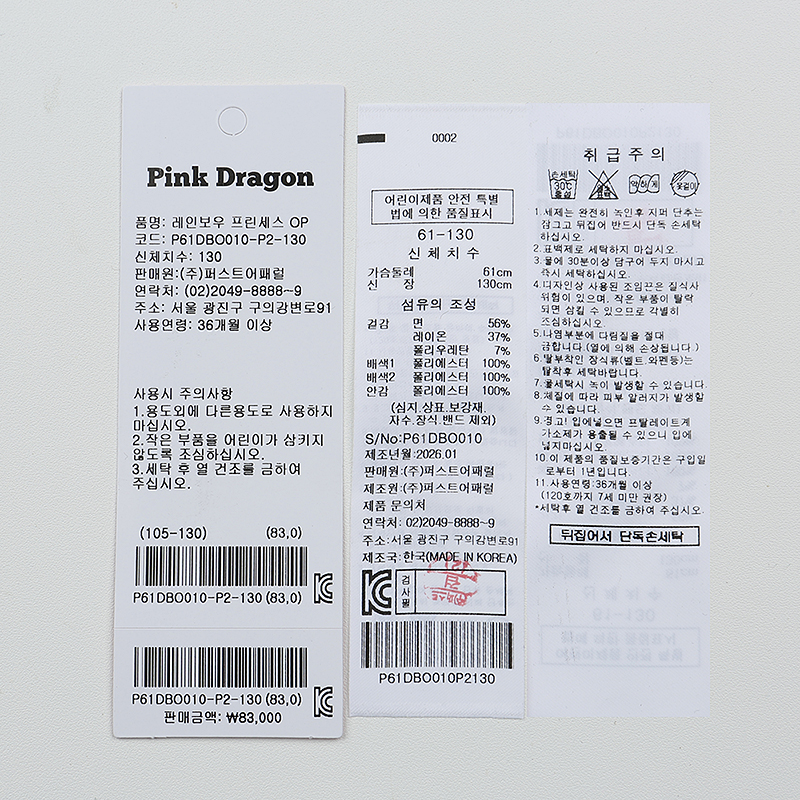 Pink Dragon
품명: 레인보우 프린세스 OP
코드: P61DBO010-P2-130
신체치수: 130
판매원:(주)퍼스트어패럴
연락처: (02)2049-8888~9
주소: 서울 광진구 구의강변로91
사용연령: 36개월 이상
사용시 주의사항
1.용도외에 다른용도로 사용하지
마십시오.
2.작은 부품을 어린이가 삼키지
않도록 조심하십시오.
3.세탁 후 열 건조를 금하여
주십시오.
(105-130) (83,0)
P61DBO010-P2-130 (83,0)
P61DBO010-P2-130 (83,0)
판매금액: ₩83,000
0002
어린이제품 안전 특별
법에 의한 품질표시
61-130
신체치수
가슴둘레 61cm
신 장 130cm
섬유의 조성
겉감 면 56%
레이온 37%
폴리우레탄 7%
배색1 폴리에스터 100%
배색2 폴리에스터 100%
안감 폴리에스터 100%
(심지.상표.보강재.
자수.장식.밴드 제외)
S/No:P61DBO010
제조년월:2026.01
판매원:(주)퍼스트어패럴
제조원:(주)퍼스트어패럴
제품 문의처
연락처: 02)2049-8888~9
주소:서울 광진구 구의강변로91
제조국:한국(MADE IN KOREA)
검사필
P61DBO010P2130
취급주의
손세탁
30℃
중성
약하게
옷걸이
1.세제는 완전히 녹인후 지퍼 단추는
잠그고 뒤집어 반드시 단독 손세탁
하십시오.
2.표백제로 세탁하지 마십시오.
3.물에 30분이상 담구어 두지 마시고
즉시 세탁하십시오.
4.디자인상 사용된 조임끈은 질식사
위험이 있으며, 작은 부품이 탈락
되면 삼킬 수 있으므로 각별히
조심하십시오.
5.나염부분에 다림질을 절대
금합니다.(열에 의해 손상됩니다.)
6.탈부착인 장식류(벨트.와펜등)는
탈착후 세탁바랍니다.
7.물세탁시 녹이 발생할 수 있습니다.
8.체질에 따라 피부 알러지가 발생할
수 있습니다.
9.경고! 입에넣으면 프탈레이트계
가소제가 용출될 수 있으니 입에
넣지마십시오.
10.이 제품의 품질보증기간은 구입일
로부터 1년입니다.
11.사용연령:36개월 이상
(120호까지 7세 미만 권장)
*세탁후 열 건조를 금하여 주십시오.
뒤집어서 단독손세탁